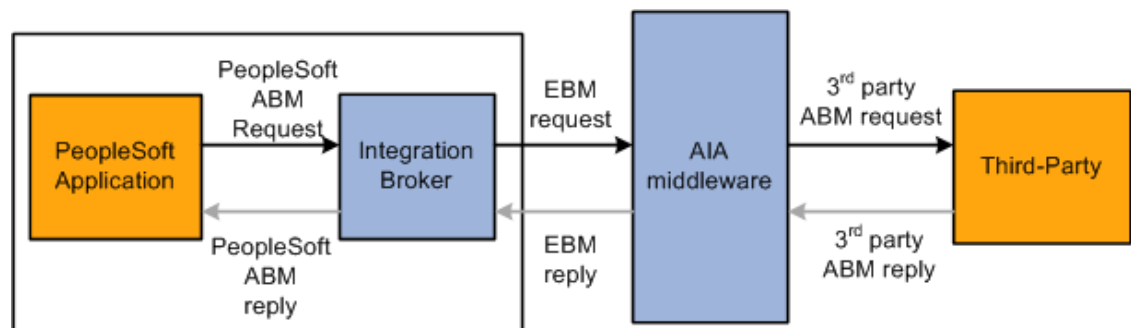 PeopleSoft
ABM
Request
EBM
request
3rd party
ABM request
PeopleSoft
Application
Integration
Broker
AIA
middleware
Third-Party
PeopleSoft
ABM
reply
EBM
reply
3rd party
ABM reply